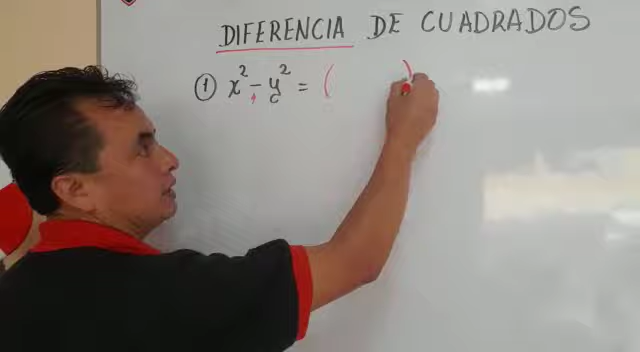 DIFERENCIA DE CUADRADOS
① x² - y² = ( )